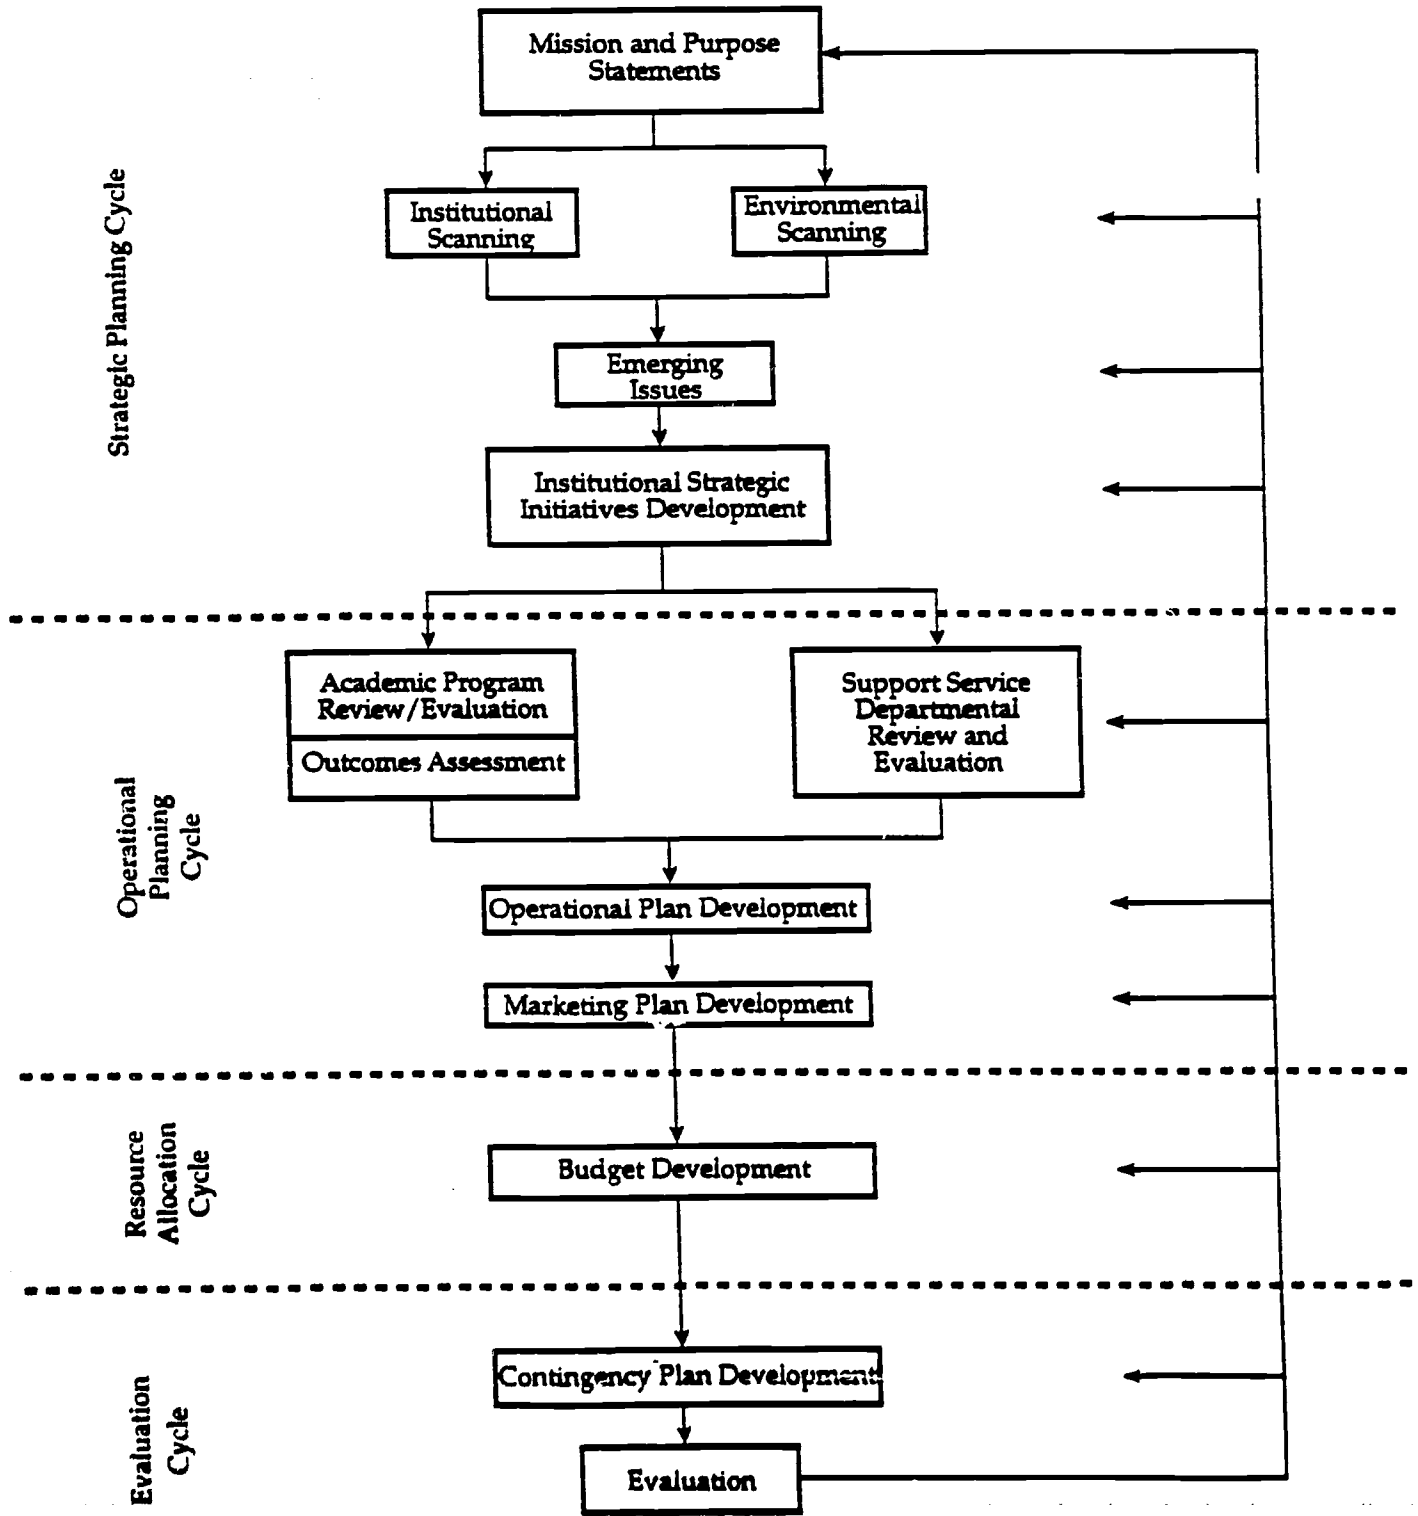 Mission and Purpose
Statements
Strategic Planning Cycle
Institutional
Scanning
Environmental
Scanning
Emerging
Issues
Institutional Strategic
Initiatives Development
Academic Program
Review/Evaluation
Outcomes Assessment
Support Service
Departmental
Review and
Evaluation
Operational
Planning
Cycle
Operational Plan Development
Marketing Plan Development
Resource
Allocation
Cycle
Budget Development
Contingency Plan Development
Evaluation
Cycle
Evaluation